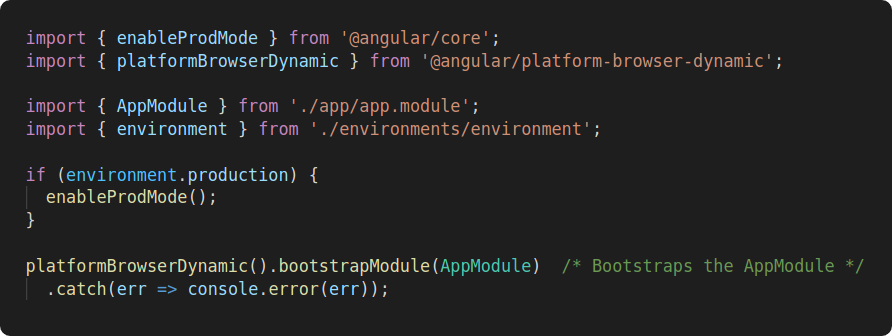 import { enableProdMode } from '@angular/core';
import { platformBrowserDynamic } from '@angular/platform-browser-dynamic';

import { AppModule } from './app/app.module';
import { environment } from './environments/environment';

if (environment.production) {
  enableProdMode();
}

platformBrowserDynamic().bootstrapModule(AppModule)  /* Bootstraps the AppModule */
  .catch(err => console.error(err));